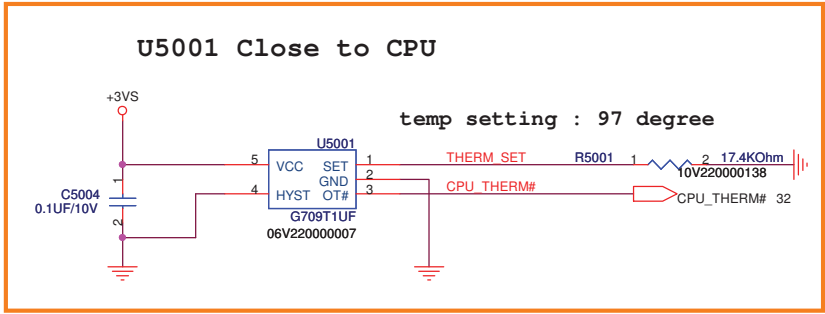 U5001 Close to CPU
+3VS
temp setting : 97 degree
U5001
5 VCC SET 1 THERM_SET R5001 1 2 17.4KOhm
10V220000138
GND 2
4 HYST OT# 3 CPU_THERM# CPU_THERM# 32
1
C5004
0.1UF/10V
2
G709T1UF
06V220000007